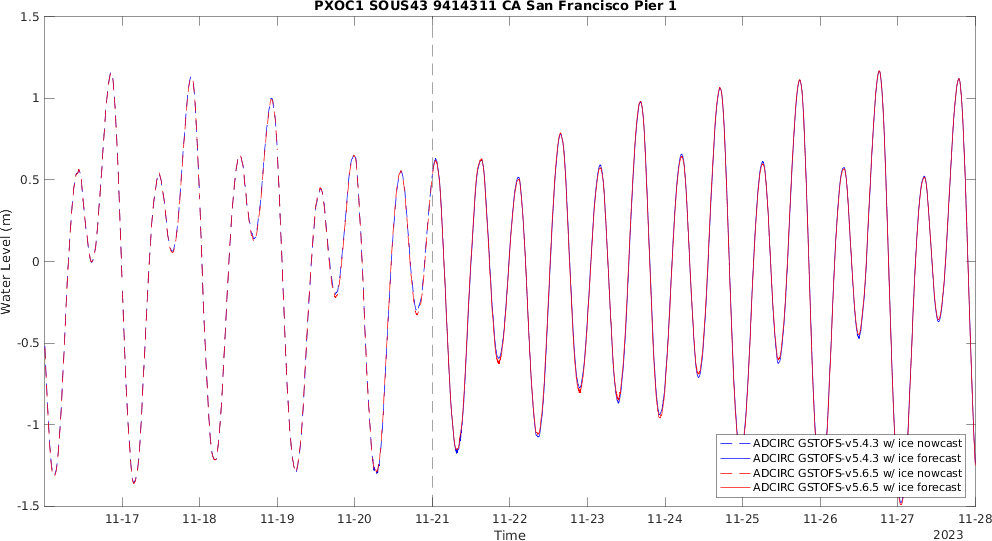 PXOC1 SOUS43 9414311 CA San Francisco Pier 1
1.5
1
0.5
0
-0.5
-1
-1.5
Water Level (m)
ADCIRC GSTOFS-v5.4.3 w/ ice nowcast
ADCIRC GSTOFS-v5.4.3 w/ ice forecast
ADCIRC GSTOFS-v5.6.5 w/ ice nowcast
ADCIRC GSTOFS-v5.6.5 w/ ice forecast
11-17 11-18 11-19 11-20 11-21 11-22 11-23 11-24 11-25 11-26 11-27 11-28
Time
2023